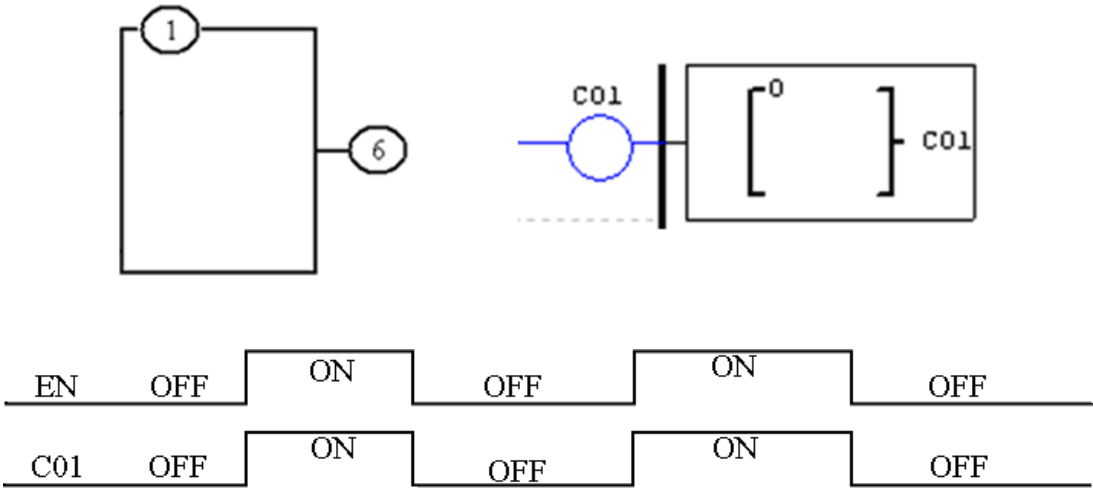 1
6
C01
0
C01
EN OFF ON OFF ON OFF
C01 OFF ON OFF ON OFF